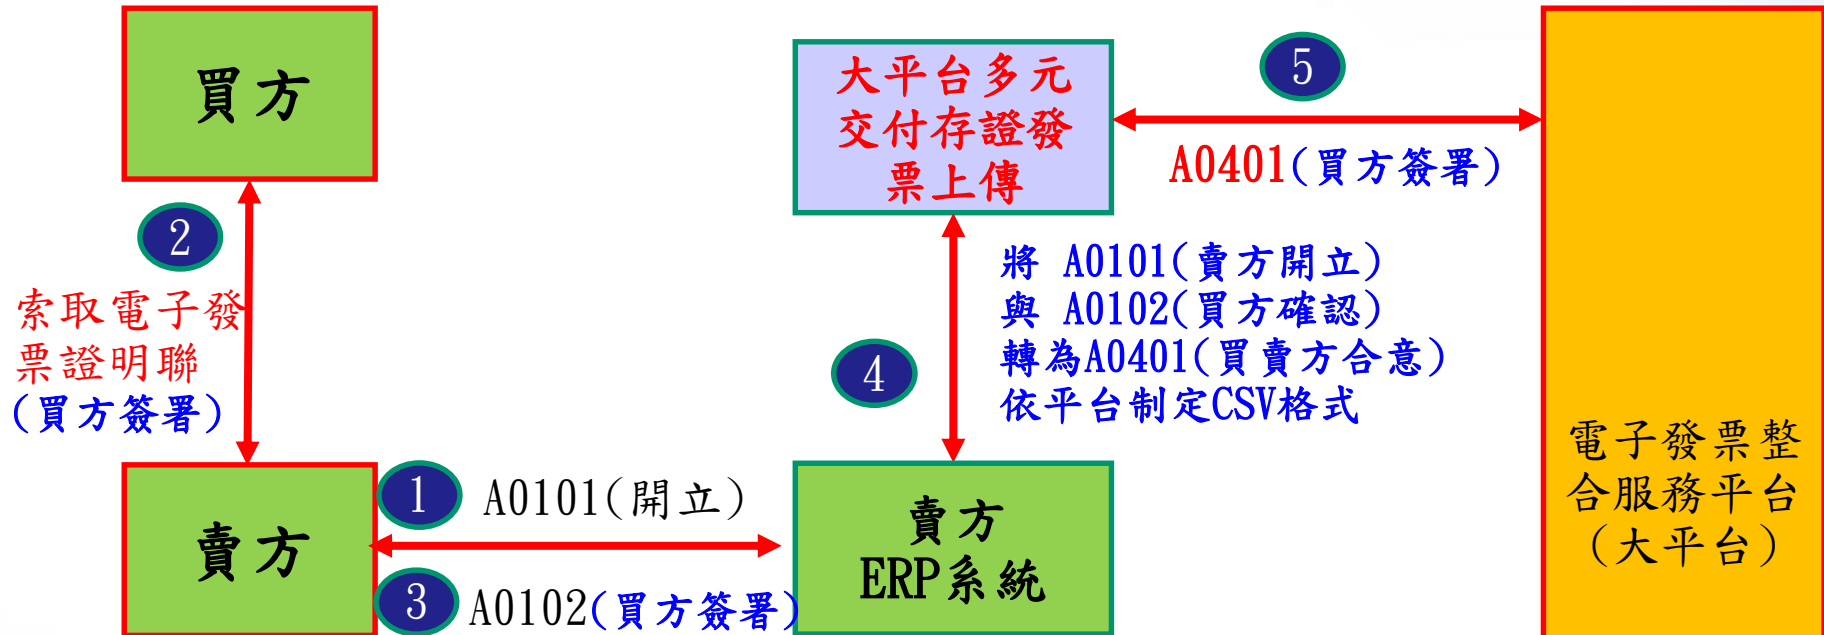 買方
2
索取電子發
票證明聯
(買方簽署)
賣方
1
A0101(開立)
3
A0102(買方簽署)
賣方
ERP系統
4
將 A0101(賣方開立)
與 A0102(買方確認)
轉為A0401(買賣方合意)
依平台制定CSV格式
大平台多元
交付存證發
票上傳
5
A0401(買方簽署)
電子發票整
合服務平台
(大平台)